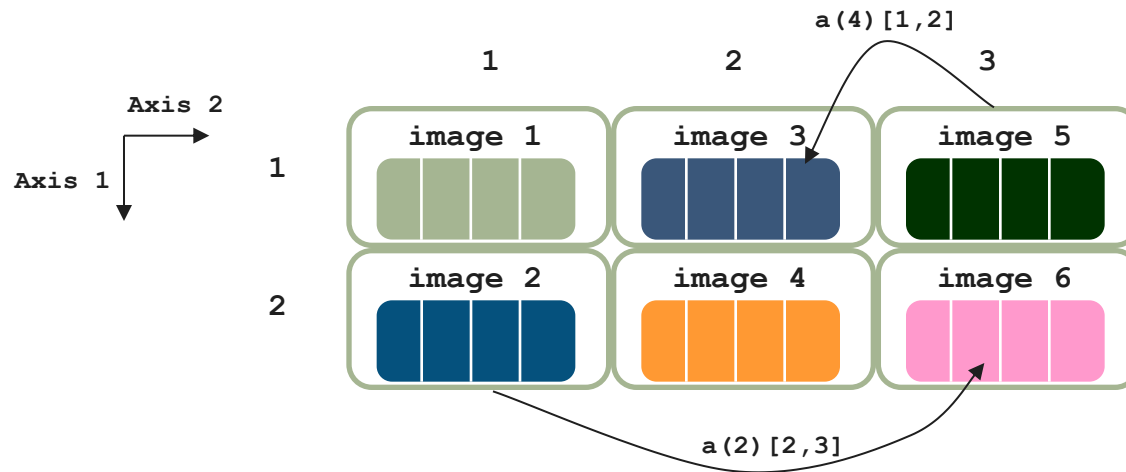 a(4)[1,2]
1 2 3
Axis 2
Axis 1
1
image 1 image 3 image 5
2
image 2 image 4 image 6
a(2)[2,3]